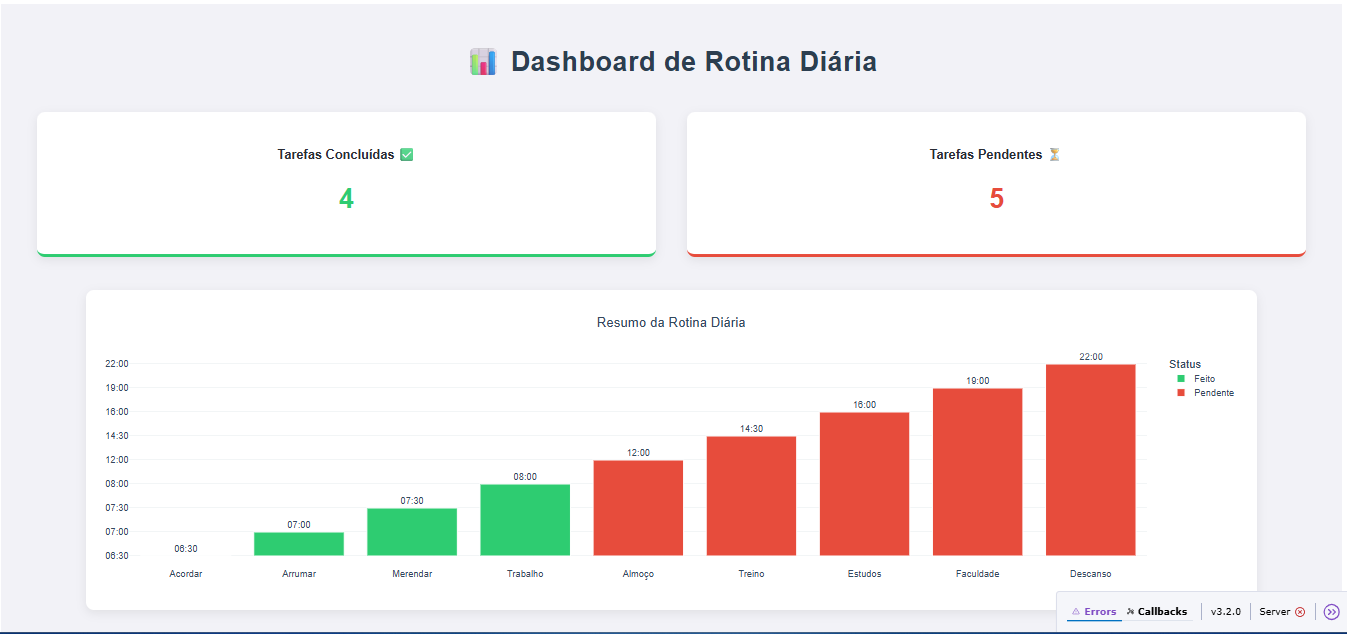 Dashboard de Rotina Diária
Tarefas Concluídas
4
Tarefas Pendentes
5
Resumo da Rotina Diária
22:00
19:00
16:00
14:30
12:00
08:00
07:30
07:00
06:30
06:30
07:00
07:30
08:00
12:00
14:30
16:00
19:00
22:00
Acordar
Arrumar
Merendar
Trabalho
Almoço
Treino
Estudos
Faculdade
Descanso
Status
Feito
Pendente
Errors Callbacks v3.2.0 Server